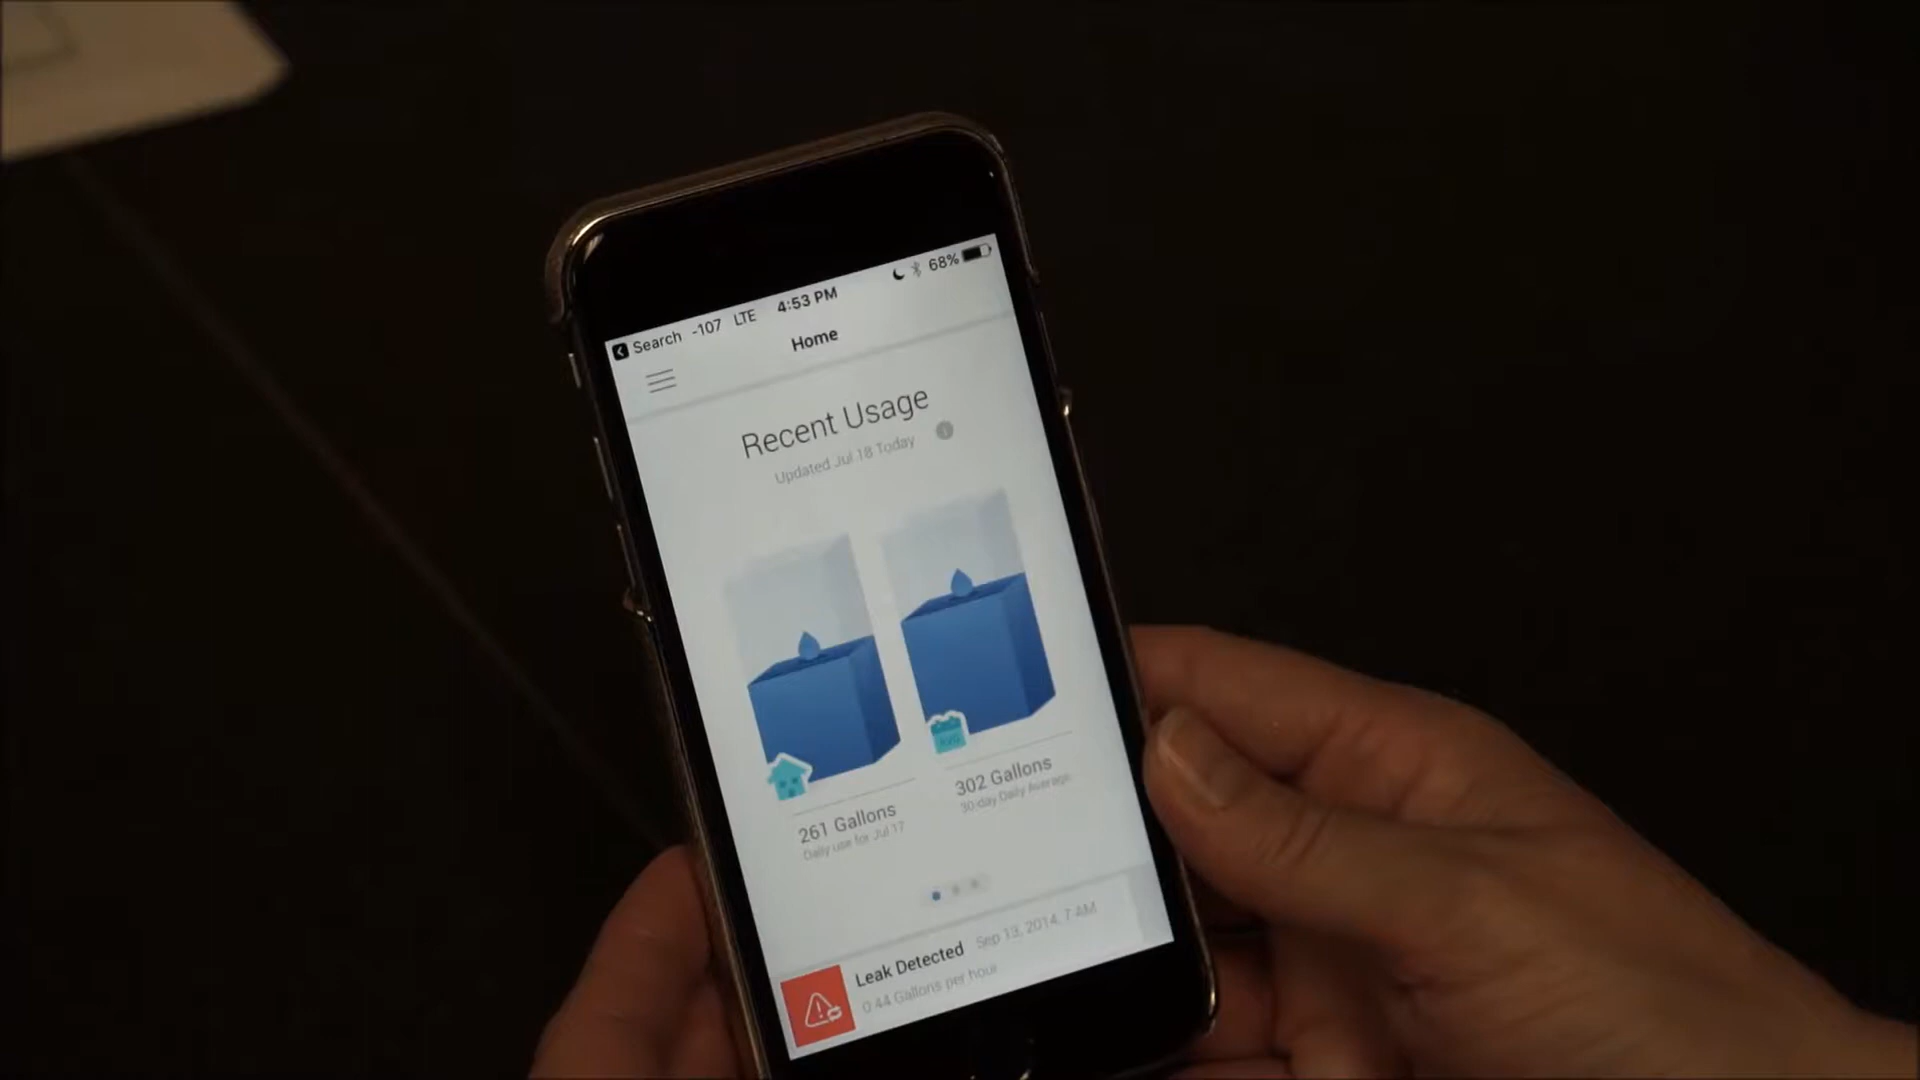 Search -107 LTE 4:53 PM 68%
Home
Recent Usage
Updated Jul 18 Today
261 Gallons
Daily use for Jul 17
302 Gallons
30-day Daily Average
Leak Detected Sep 13, 2014, 7 AM
0.44 Gallons per hour